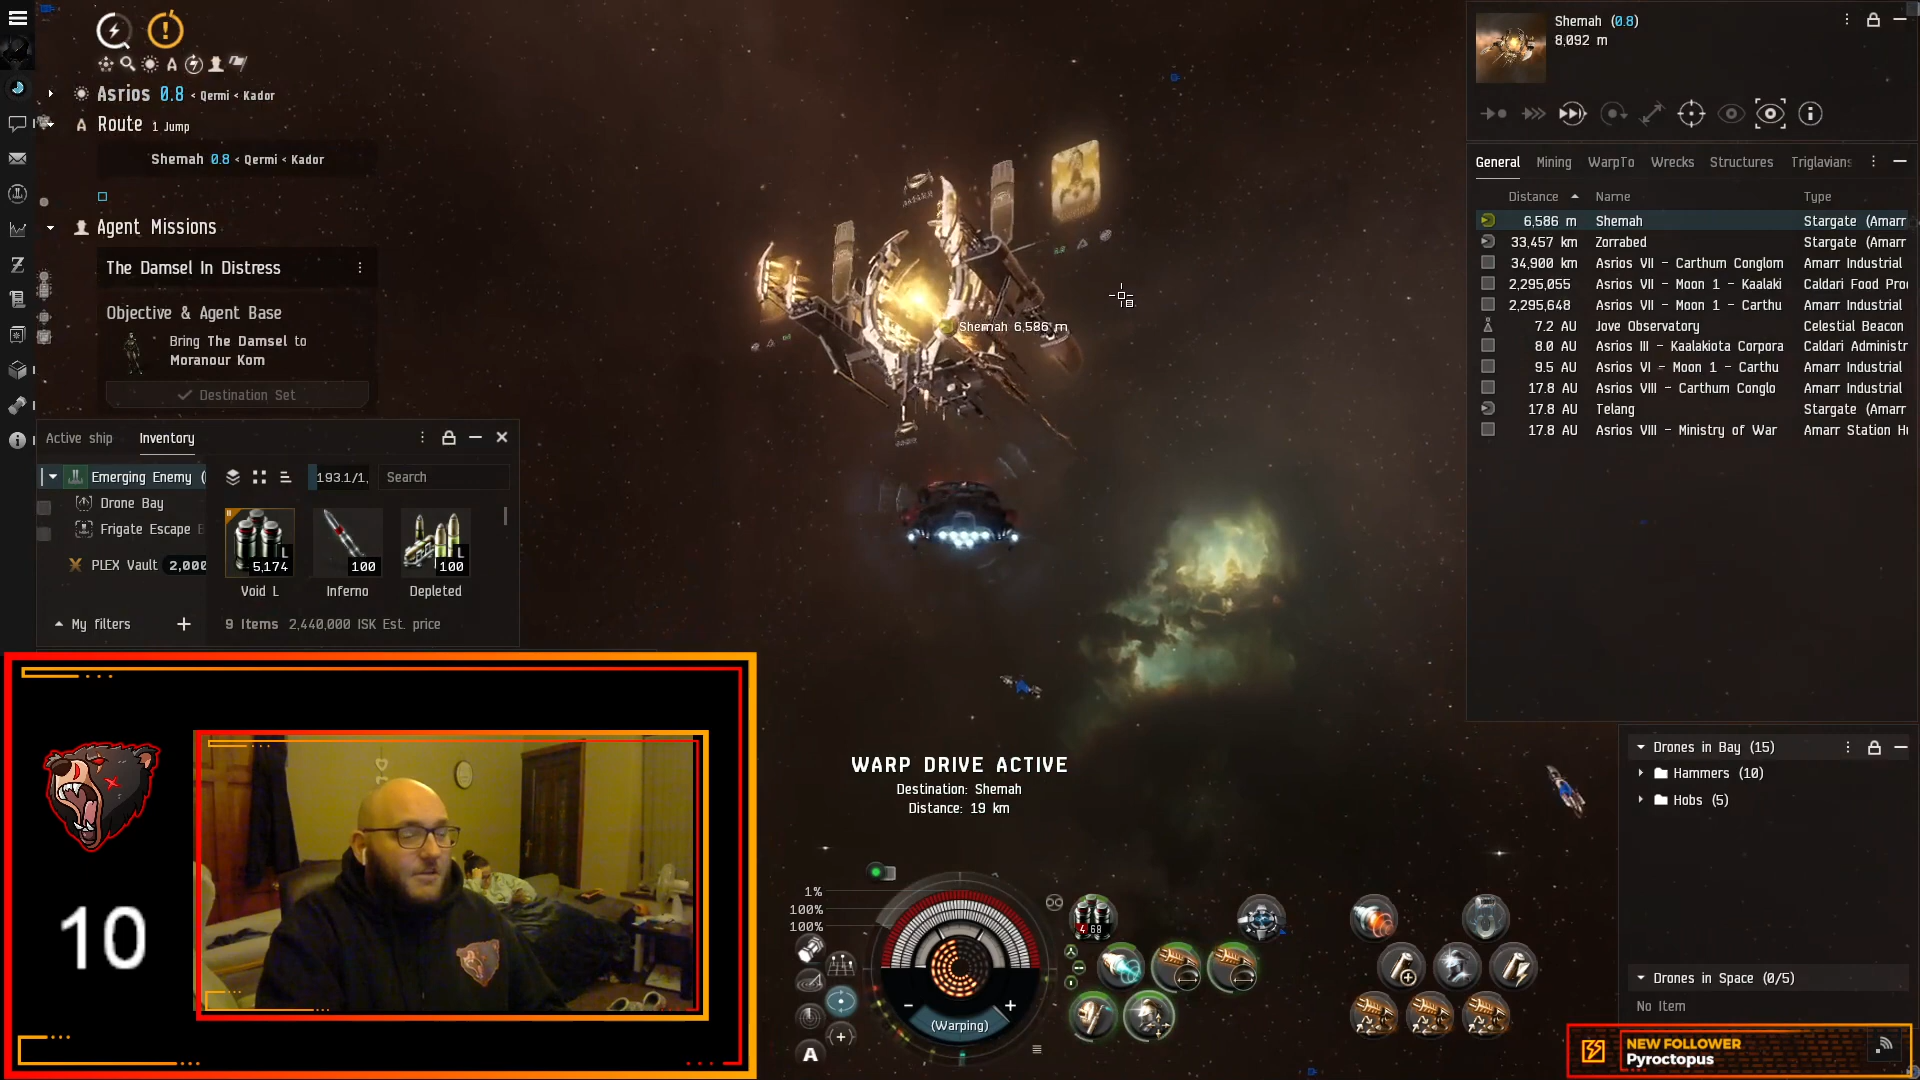 Asrios 0.8 < Qermi < Kador
A Route 1 Jump
Shemah 0.8 < Qermi < Kador
Agent Missions
The Damsel In Distress
Objective & Agent Base
Bring The Damsel to
Moranour Kom
Destination Set
Active ship Inventory
Emerging Enemy (
193.1/1,
Search
Drone Bay
Frigate Escape
PLEX Vault 2,000
L
5,174
100
L
100
Void L
Inferno
Depleted
My filters +
9 Items 2,440,000 ISK Est. price
10
Shemah 6,586 m
WARP DRIVE ACTIVE
Destination: Shemah
Distance: 19 km
1%
100%
100%
4 68
(Warping)
A
Shemah (0.8)
8,092 m
General Mining WarpTo Wrecks Structures Triglavians
Distance Name Type
6,586 m Shemah Stargate (Amarr
33,457 km Zorrabed Stargate (Amarr
34,900 km Asrios VII - Carthum Conglom Amarr Industrial
2,295,055 Asrios VII - Moon 1 - Kaalaki Caldari Food Pro
2,295,648 Asrios VII - Moon 1 - Carthu Amarr Industrial
7.2 AU Jove Observatory Celestial Beacon
8.0 AU Asrios III - Kaalakiota Corpora Caldari Administr
9.5 AU Asrios VI - Moon 1 - Carthu Amarr Industrial
17.8 AU Asrios VIII - Carthum Conglo Amarr Industrial
17.8 AU Telang Stargate (Amarr
17.8 AU Asrios VIII - Ministry of War Amarr Station H
Drones in Bay (15)
Hammers (10)
Hobs (5)
Drones in Space (0/5)
No Item
NEW FOLLOWER
Pyroctopus